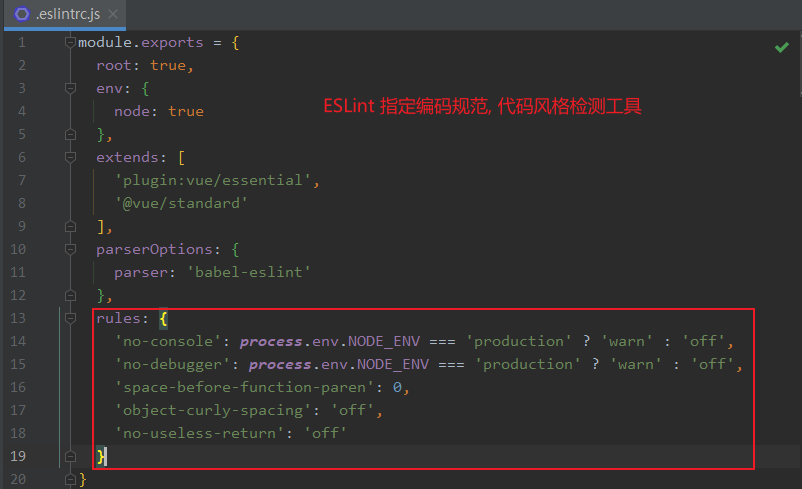 .eslintrc.js
1 module.exports = {
2 root: true,
3 env: {
4 node: true
5 },
ESLint 指定编码规范, 代码风格检测工具
6 extends: [
7 'plugin:vue/essential',
8 '@vue/standard'
9 ],
10 parserOptions: {
11 parser: 'babel-eslint'
12 },
13 rules: {
14 'no-console': process.env.NODE_ENV === 'production' ? 'warn' : 'off',
15 'no-debugger': process.env.NODE_ENV === 'production' ? 'warn' : 'off',
16 'space-before-function-paren': 0,
17 'object-curly-spacing': 'off',
18 'no-useless-return': 'off'
19 }
20 }